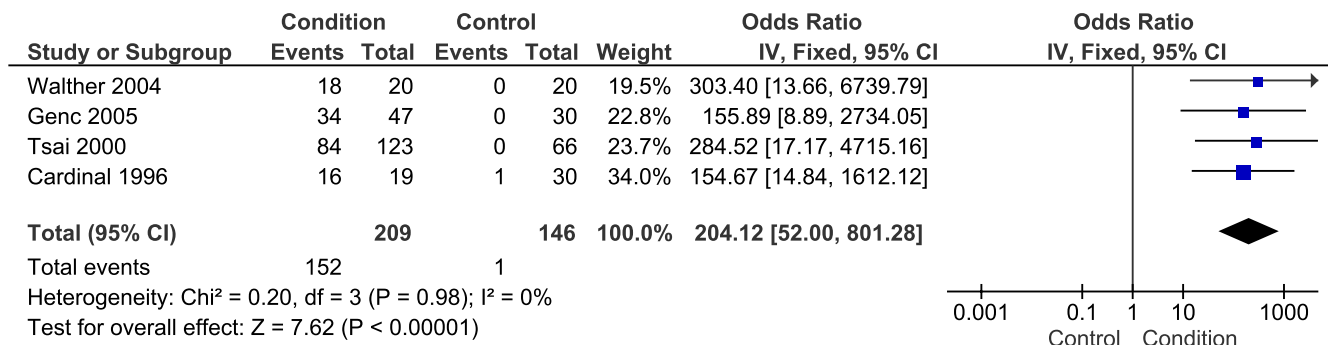 Condition Control Odds Ratio Odds Ratio
Study or Subgroup Events Total Events Total Weight IV, Fixed, 95% CI IV, Fixed, 95% CI
Walther 2004 18 20 0 20 19.5% 303.40 [13.66, 6739.79]
Genc 2005 34 47 0 30 22.8% 155.89 [8.89, 2734.05]
Tsai 2000 84 123 0 66 23.7% 284.52 [17.17, 4715.16]
Cardinal 1996 16 19 1 30 34.0% 154.67 [14.84, 1612.12]
Total (95% CI) 209 146 100.0% 204.12 [52.00, 801.28]
Total events 152 1
Heterogeneity: Chi² = 0.20, df = 3 (P = 0.98); I² = 0%
Test for overall effect: Z = 7.62 (P < 0.00001)
0.001 0.1 1 10 1000
Control Condition